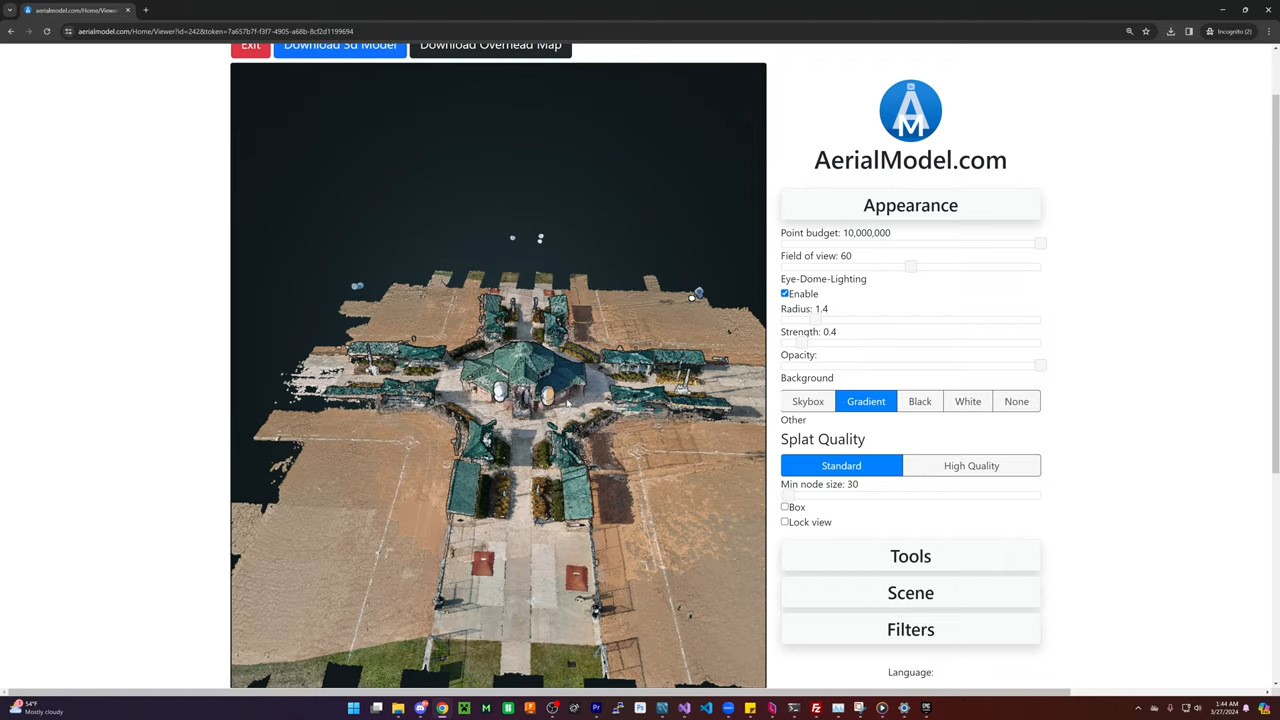 aerialmodel.com/Home/Viewer
aerialmodel.com/Home/Viewer?id=242&token=7a657b7f-f3f7-4905-a68b-8cf2d1199694
Incognito (2)
Exit
Download 3d Model
Download Overhead Map
AM
AerialModel.com
Appearance
Point budget: 10,000,000
Field of view: 60
Eye-Dome-Lighting
Enable
Radius: 1.4
Strength: 0.4
Opacity:
Background
Skybox
Gradient
Black
White
None
Other
Splat Quality
Standard
High Quality
Min node size: 30
Box
Lock view
Tools
Scene
Filters
Language:
54°F
Mostly cloudy
1:44 AM
3/27/2024